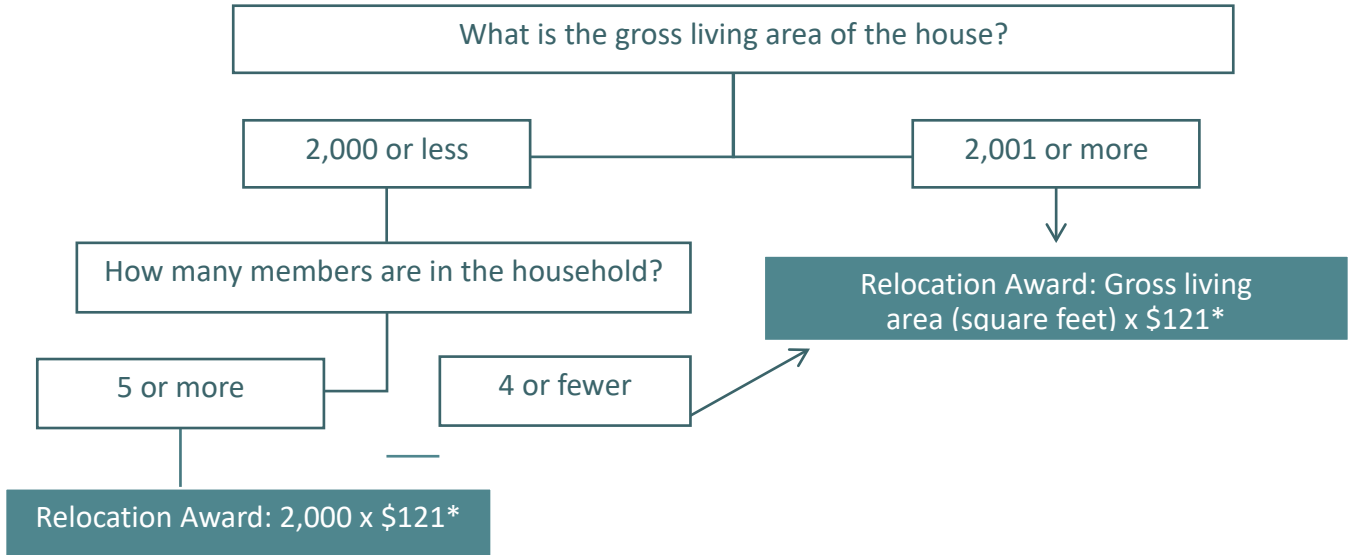 What is the gross living area of the house?
2,000 or less
2,001 or more
How many members are in the household?
Relocation Award: Gross living
area (square feet) x $121*
5 or more
4 or fewer
Relocation Award: 2,000 x $121*